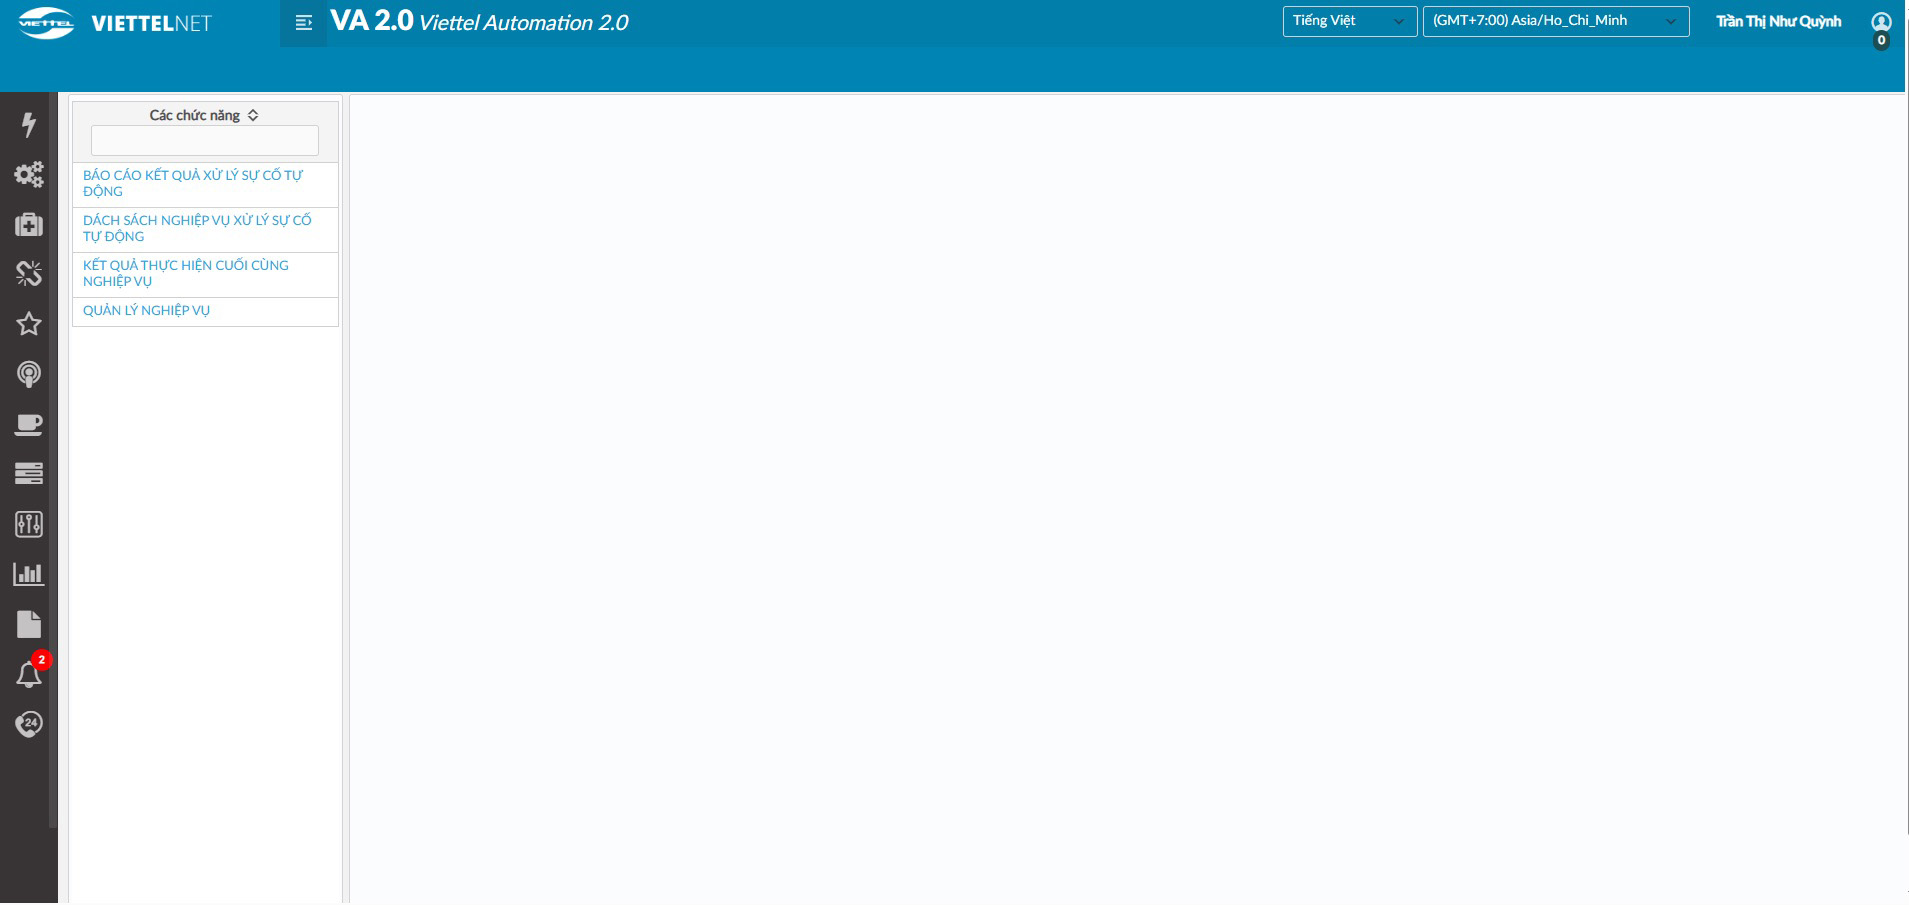 VIETTEL
VIETTELNET
VA 2.0 Viettel Automation 2.0
Tiếng Việt
(GMT+7:00) Asia/Ho_Chi_Minh
Trần Thị Như Quỳnh
0
Các chức năng
BÁO CÁO KẾT QUẢ XỬ LÝ SỰ CỐ TỰ
ĐỘNG
DÁCH SÁCH NGHIỆP VỤ XỬ LÝ SỰ CỐ
TỰ ĐỘNG
KẾT QUẢ THỰC HIỆN CUỐI CÙNG
NGHIỆP VỤ
QUẢN LÝ NGHIỆP VỤ
2
24